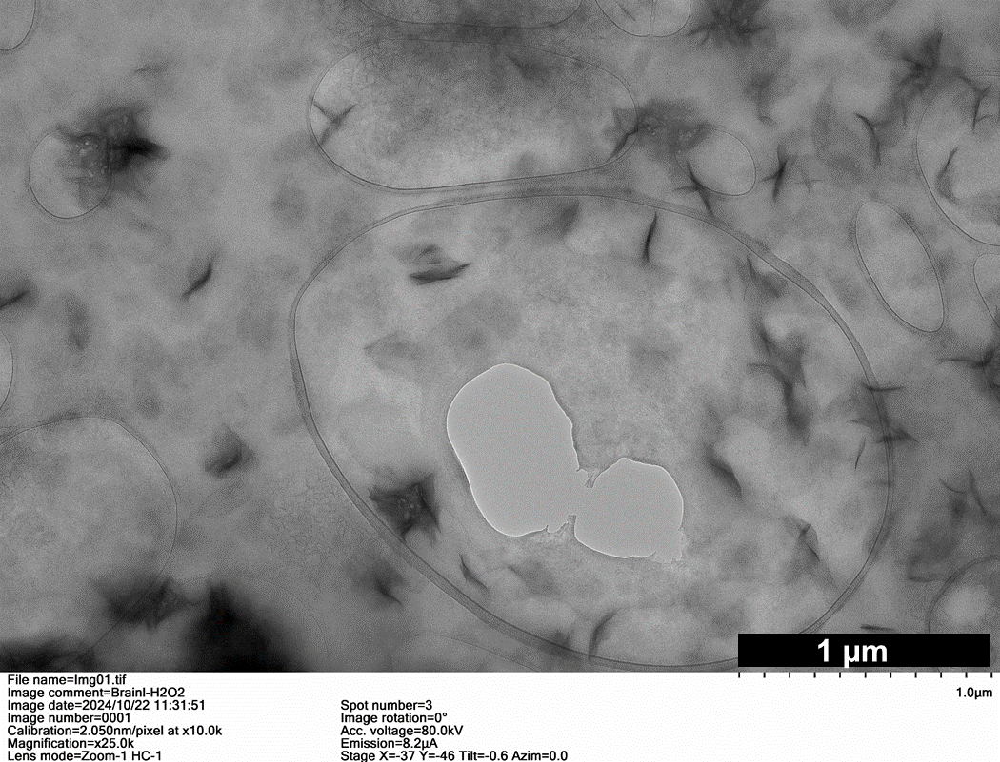 1 µm
1.0µm
File name=Img01.tif
Image comment=BrainI-H2O2
Image date=2024/10/22 11:31:51
Image number=0001
Calibration=2.050nm/pixel at x10.0k
Magnification=x25.0k
Lens mode=Zoom-1 HC-1
Spot number=3
Image rotation=0°
Acc. voltage=80.0kV
Emission=8.2µA
Stage X=-37 Y=-46 Tilt=-0.6 Azim=0.0